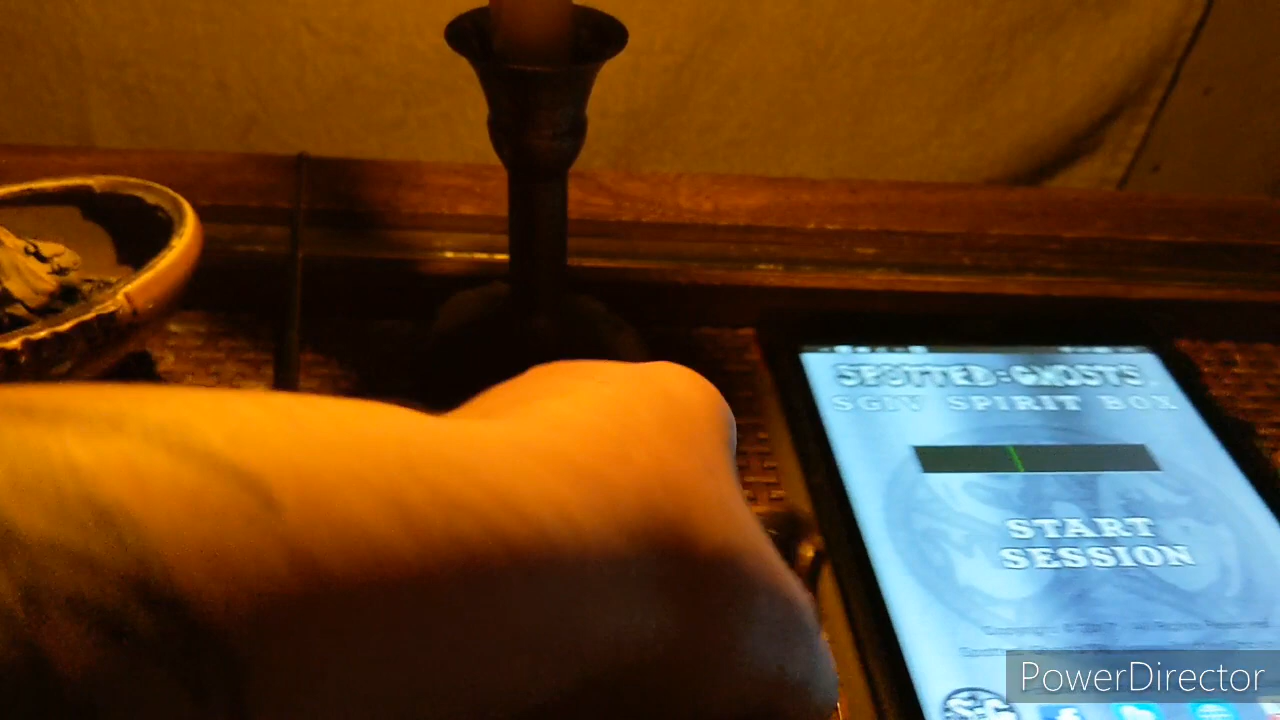 SPOTTED:GHOSTS
SGIV SPIRIT BOX
START
SESSION
PowerDirector